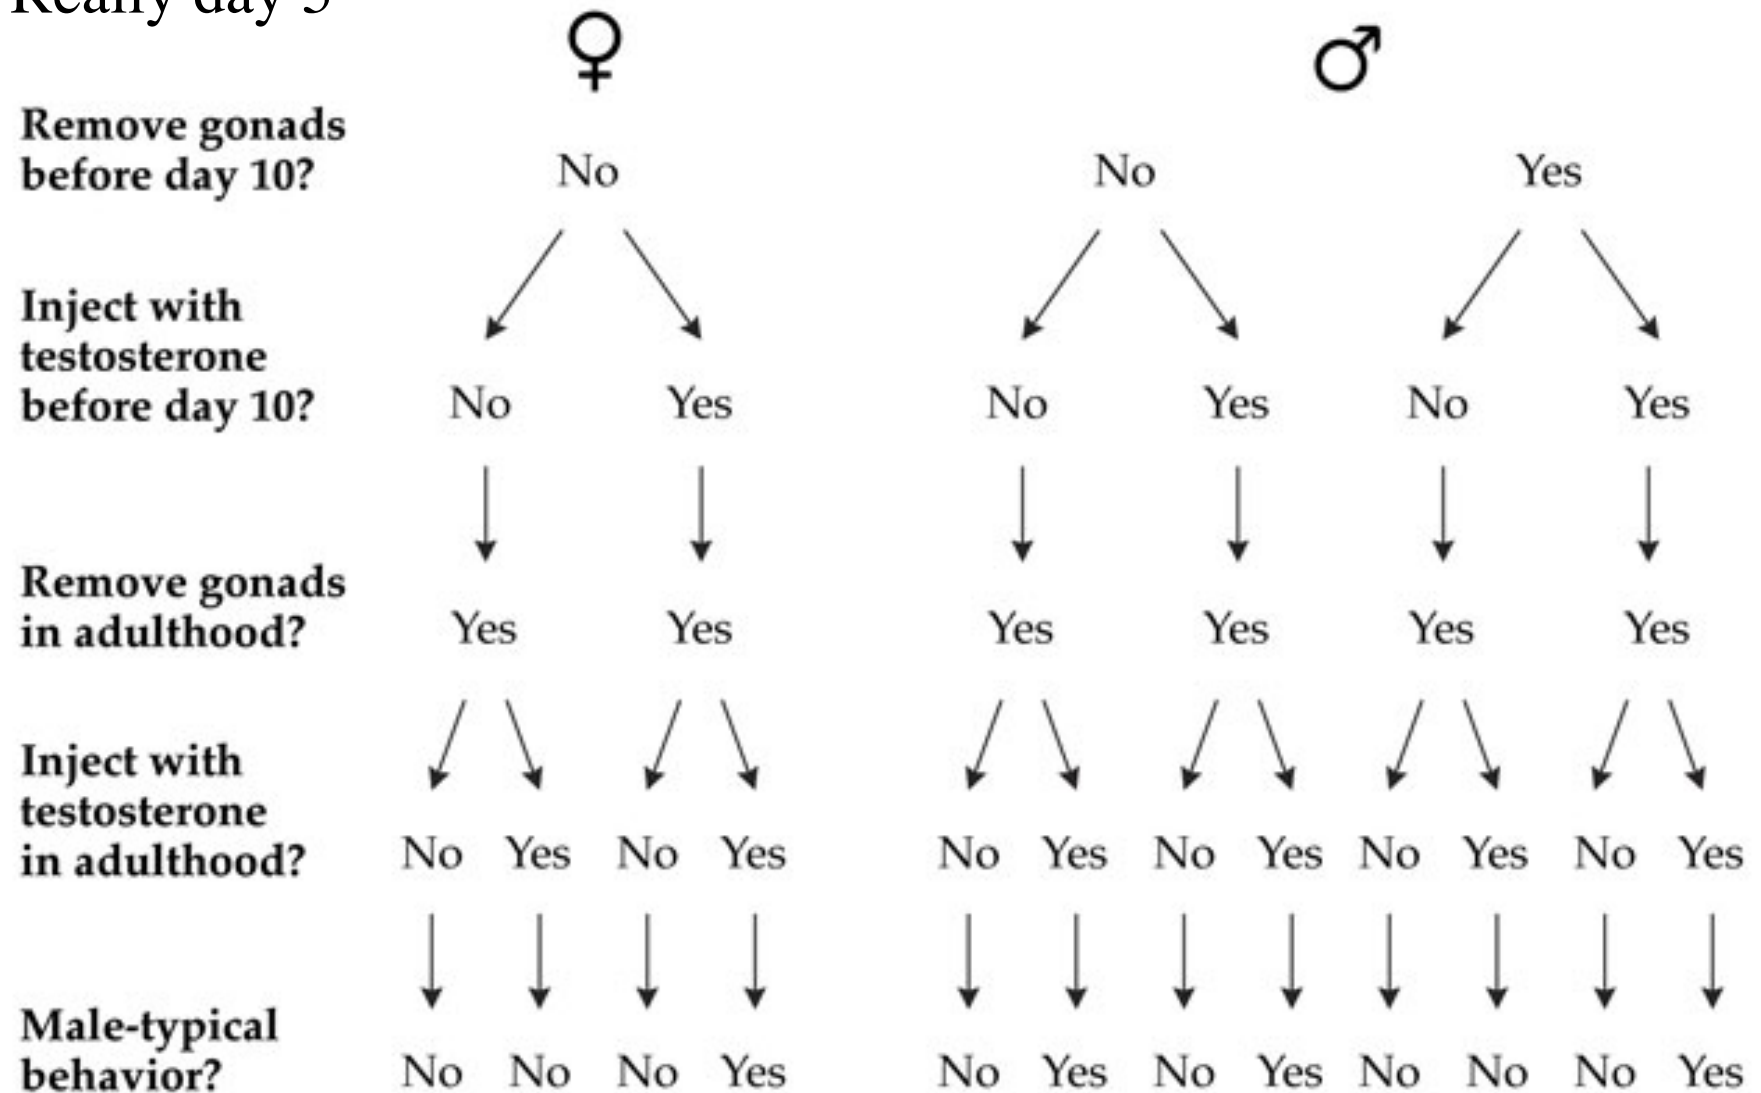 Really day 5
♀ ♂
Remove gonads
before day 10?
No No Yes
Inject with
testosterone
before day 10?
No Yes No Yes No Yes
Remove gonads
in adulthood?
Yes Yes Yes Yes Yes Yes
Inject with
testosterone
in adulthood?
No Yes No Yes No Yes No Yes No Yes No Yes
Male-typical
behavior?
No No No Yes No Yes No Yes No No No Yes